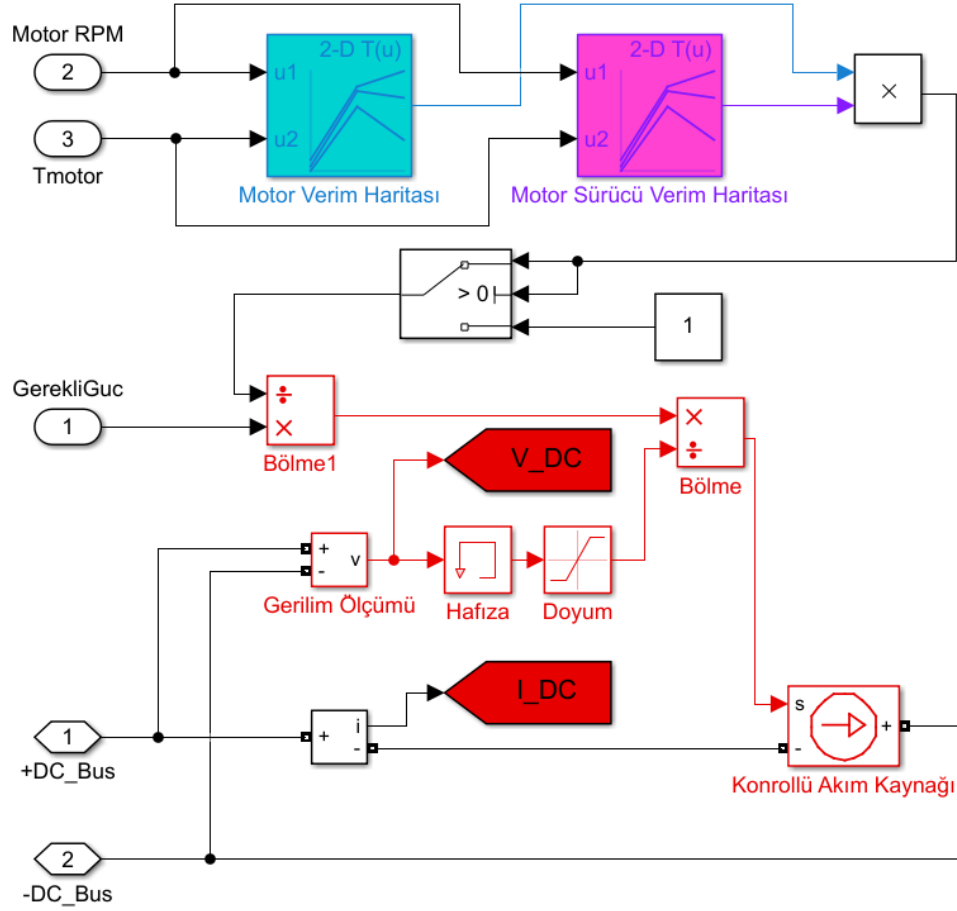 Motor RPM
2
3
Tmotor
2-D T(u)
u1
u2
Motor Verim Haritası
2-D T(u)
u1
u2
Motor Sürücü Verim Haritası
×
> 0
1
GerekliGuc
1
÷
×
Bölme1
V_DC
×
÷
Bölme
+
-
v
Gerilim Ölçümü
Hafıza
Doyum
I_DC
1
+DC_Bus
+
i
-
s
-
+
Konrollü Akım Kaynağı
2
-DC_Bus